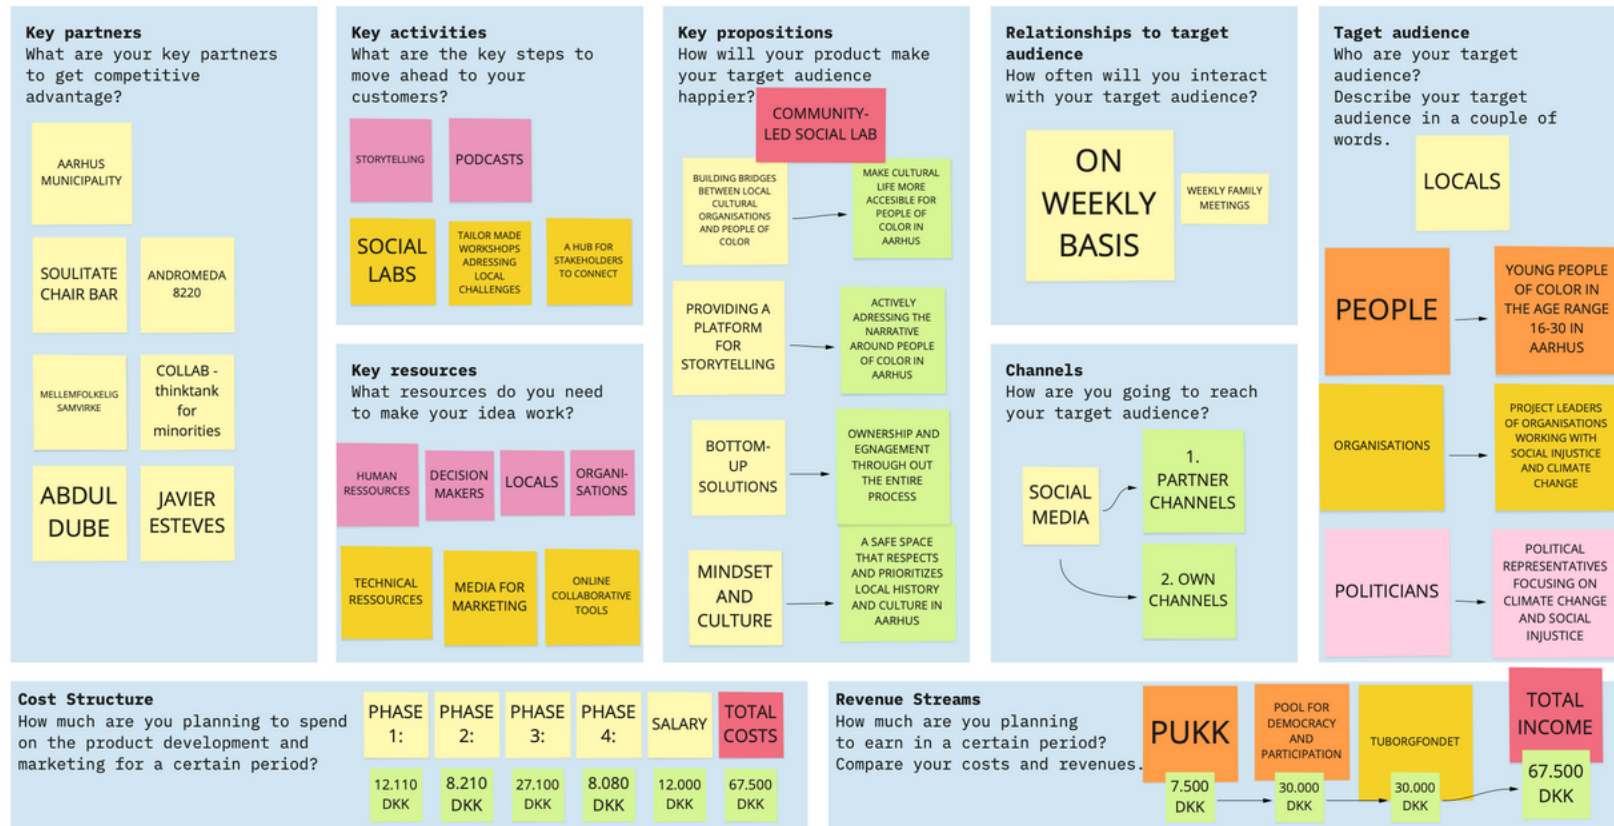 Key partners
What are your key partners
to get competitive
advantage?
AARHUS
MUNICIPALITY
SOULITATE
CHAIR BAR
ANDROMEDA
8220
MELLEMFOLKELIG
SAMVIRKE
COLLAB -
thinktank
for
minorities
ABDUL
DUBE
JAVIER
ESTEVES
Key activities
What are the key steps to
move ahead to your
customers?
STORYTELLING
PODCASTS
SOCIAL
LABS
TAILOR MADE
WORKSHOPS
ADRESSING
LOCAL
CHALLENGES
A HUB FOR
STAKEHOLDERS
TO CONNECT
Key resources
What resources do you need
to make your idea work?
HUMAN
RESSOURCES
DECISION
MAKERS
LOCALS
ORGANI-
SATIONS
TECHNICAL
RESSOURCES
MEDIA FOR
MARKETING
ONLINE
COLLABORATIVE
TOOLS
Key propositions
How will your product make
your target audience
happier?
COMMUNITY-
LED SOCIAL LAB
BUILDING BRIDGES
BETWEEN LOCAL
CULTURAL
ORGANISATIONS
AND PEOPLE OF
COLOR
MAKE CULTURAL
LIFE MORE
ACCESIBLE FOR
PEOPLE OF
COLOR IN
AARHUS
PROVIDING A
PLATFORM
FOR
STORYTELLING
ACTIVELY
ADRESSING THE
NARRATIVE
AROUND PEOPLE
OF COLOR IN
AARHUS
BOTTOM-
UP
SOLUTIONS
OWNERSHIP AND
EGNAGEMENT
THROUGH OUT
THE ENTIRE
PROCESS
MINDSET
AND
CULTURE
A SAFE SPACE
THAT RESPECTS
AND PRIORITIZES
LOCAL HISTORY
AND CULTURE IN
AARHUS
Relationships to target
audience
How often will you interact
with your target audience?
ON
WEEKLY
BASIS
WEEKLY FAMILY
MEETINGS
Channels
How are you going to reach
your target audience?
SOCIAL
MEDIA
1.
PARTNER
CHANNELS
2. OWN
CHANNELS
Taget audience
Who are your target
audience?
Describe your target
audience in a couple of
words.
LOCALS
PEOPLE
YOUNG PEOPLE
OF COLOR IN
THE AGE RANGE
16-30 IN
AARHUS
ORGANISATIONS
PROJECT LEADERS
OF ORGANISATIONS
WORKING WITH
SOCIAL INJUSTICE
AND CLIMATE
CHANGE
POLITICIANS
POLITICAL
REPRESENTATIVES
FOCUSING ON
CLIMATE CHANGE
AND SOCIAL
INJUSTICE
Cost Structure
How much are you planning to spend
on the product development and
marketing for a certain period?
PHASE
1:
PHASE
2:
PHASE
3:
PHASE
4:
SALARY
TOTAL
COSTS
12.110
DKK
8.210
DKK
27.100
DKK
8.080
DKK
12.000
DKK
67.500
DKK
Revenue Streams
How much are you planning
to earn in a certain period?
Compare your costs and revenues.
PUKK
POOL FOR
DEMOCRACY
AND
PARTICIPATION
TUBORGFONDET
TOTAL
INCOME
7.500
DKK
30.000
DKK
30.000
DKK
67.500
DKK